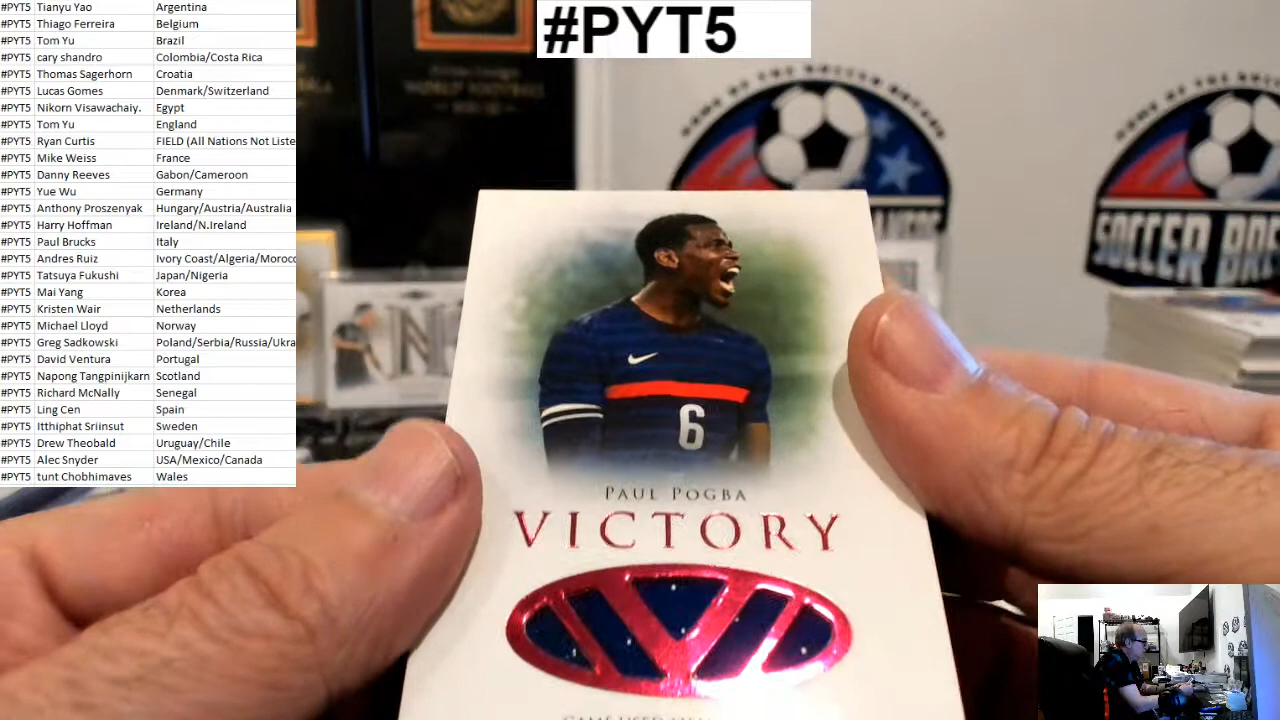 #PYT5 Tianyu Yao Argentina
#PYT5 Thiago Ferreira Belgium
#PYT5 Tom Yu Brazil
#PYT5 cary shandro Colombia/Costa Rica
#PYT5 Thomas Sagerhorn Croatia
#PYT5 Lucas Gomes Denmark/Switzerland
#PYT5 Nikorn Visawachaiy. Egypt
#PYT5 Tom Yu England
#PYT5 Ryan Curtis FIELD (All Nations Not Liste
#PYT5 Mike Weiss France
#PYT5 Danny Reeves Gabon/Cameroon
#PYT5 Yue Wu Germany
#PYT5 Anthony Proszenyak Hungary/Austria/Australia
#PYT5 Harry Hoffman Ireland/N.Ireland
#PYT5 Paul Brucks Italy
#PYT5 Andres Ruiz Ivory Coast/Algeria/Moroco
#PYT5 Tatsuya Fukushi Japan/Nigeria
#PYT5 Mai Yang Korea
#PYT5 Kristen Wair Netherlands
#PYT5 Michael Lloyd Norway
#PYT5 Greg Sadkowski Poland/Serbia/Russia/Ukra
#PYT5 David Ventura Portugal
#PYT5 Napong Tangpinijkarn Scotland
#PYT5 Richard McNally Senegal
#PYT5 Ling Cen Spain
#PYT5 Itthiphat Sriinsut Sweden
#PYT5 Drew Theobald Uruguay/Chile
#PYT5 Alec Snyder USA/Mexico/Canada
#PYT5 tunt Chobhimaves Wales
#PYT5
SOCCER BRE
6
PAUL POGBA
VICTORY
GAME USED